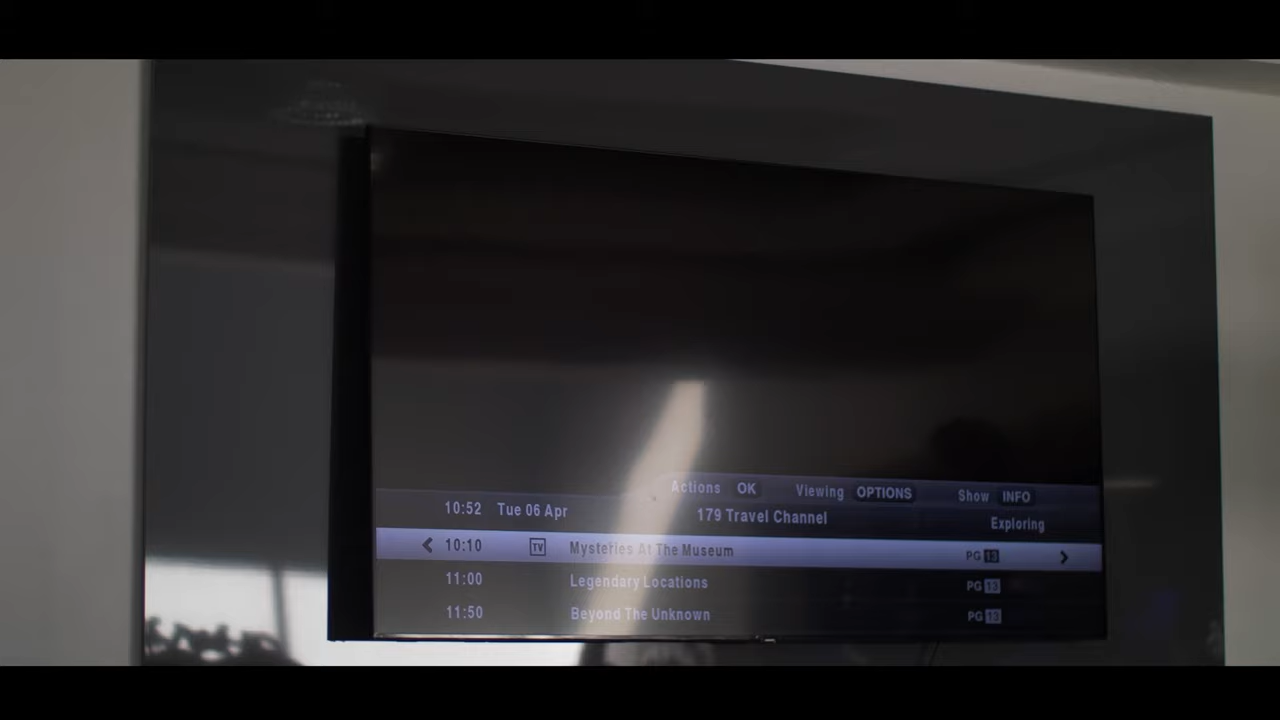 Actions OK Viewing OPTIONS Show INFO
10:52 Tue 06 Apr 179 Travel Channel Exploring
10:10 TV Mysteries At The Museum PG 13
11:00 Legendary Locations PG 13
11:50 Beyond The Unknown PG 13